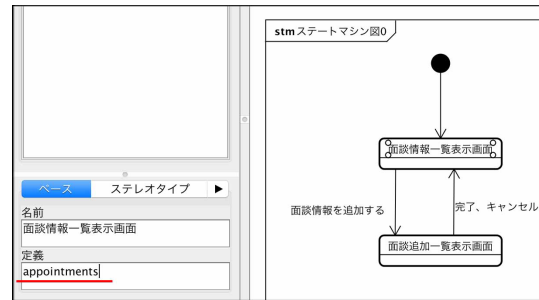 stm ステートマシン図0
面談情報一覧表示画面
面談情報を追加する
完了、キャンセル
面談追加一覧表示画面
ベース ステレオタイプ
名前
面談情報一覧表示画面
定義
appointments